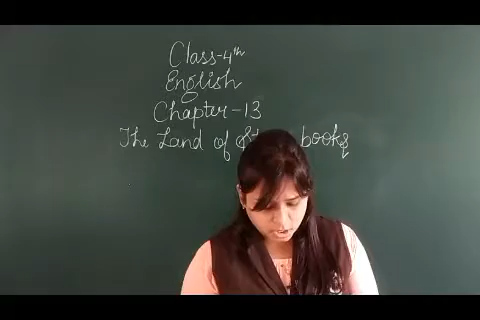 Class-4th
English
Chapter-13
The Land of books